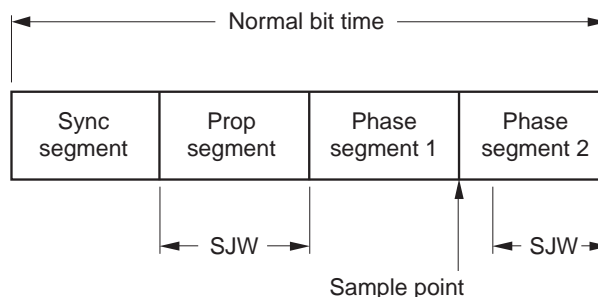 Normal bit time
Sync segment
Prop segment
Phase segment 1
Phase segment 2
SJW
SJW
Sample point